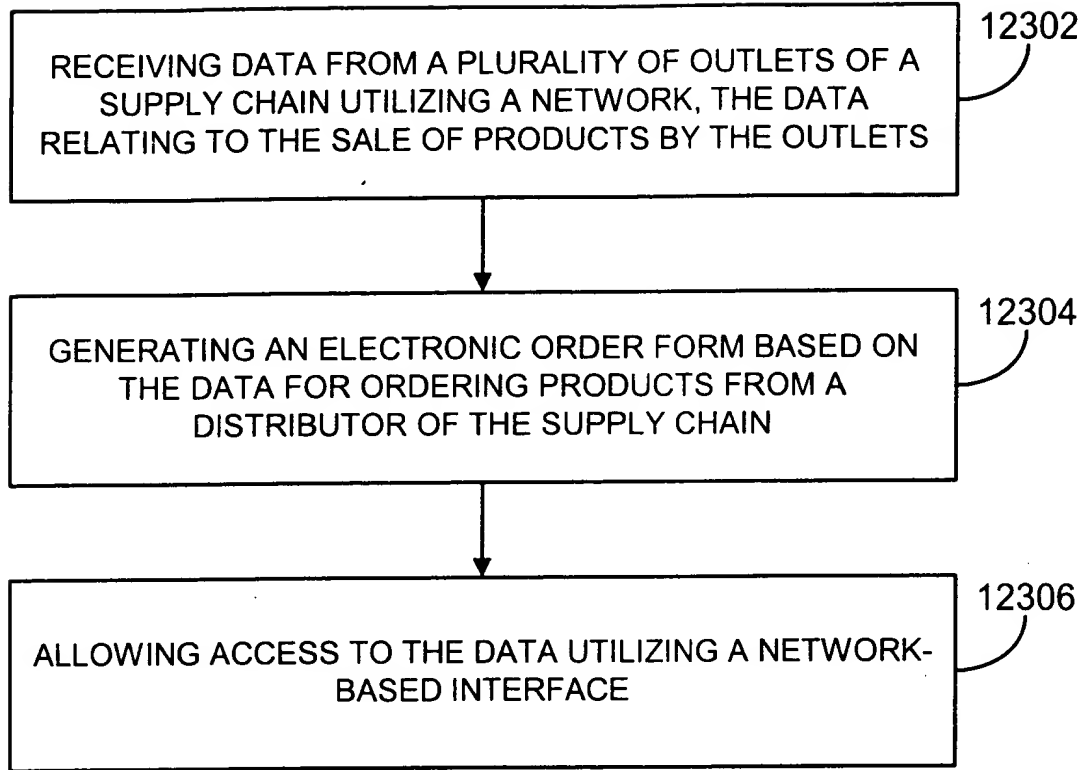 12302
RECEIVING DATA FROM A PLURALITY OF OUTLETS OF A
SUPPLY CHAIN UTILIZING A NETWORK, THE DATA
RELATING TO THE SALE OF PRODUCTS BY THE OUTLETS
12304
GENERATING AN ELECTRONIC ORDER FORM BASED ON
THE DATA FOR ORDERING PRODUCTS FROM A
DISTRIBUTOR OF THE SUPPLY CHAIN
12306
ALLOWING ACCESS TO THE DATA UTILIZING A NETWORK-
BASED INTERFACE